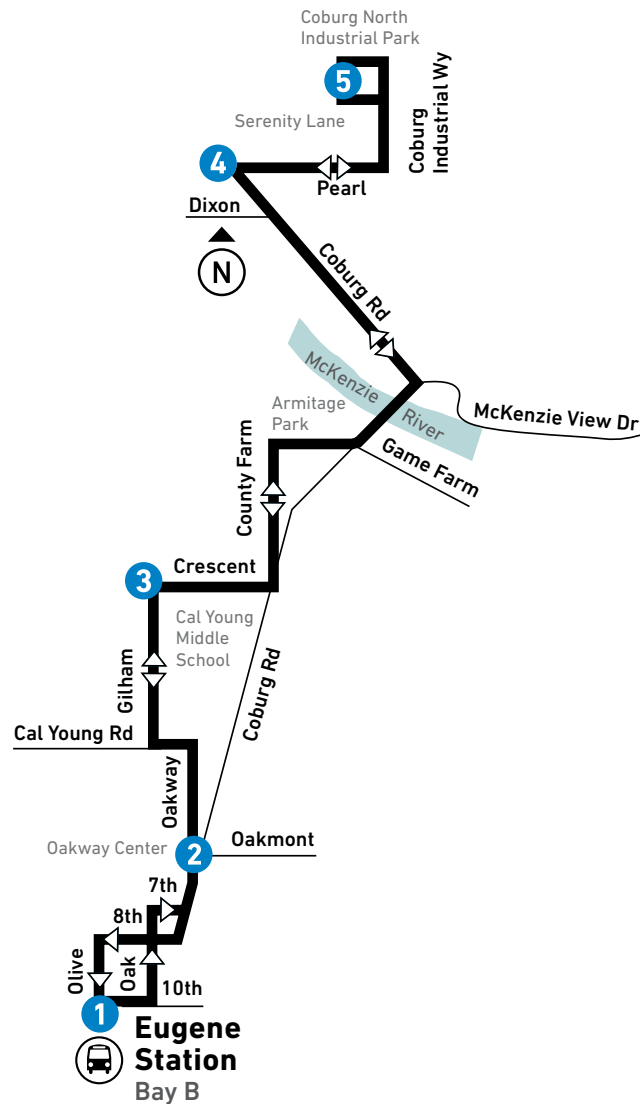 Coburg North
Industrial Park
5
Coburg
Industrial Wy
Serenity Lane
4
Pearl
Dixon
N
Coburg Rd
McKenzie
River
McKenzie View Dr
Armitage
Park
Game Farm
County Farm
Crescent
3
Cal Young
Middle
School
Gilham
Coburg Rd
Cal Young Rd
Oakway
Oakway Center
2
Oakmont
7th
8th
Olive
Oak
10th
1
Eugene
Station
Bay B